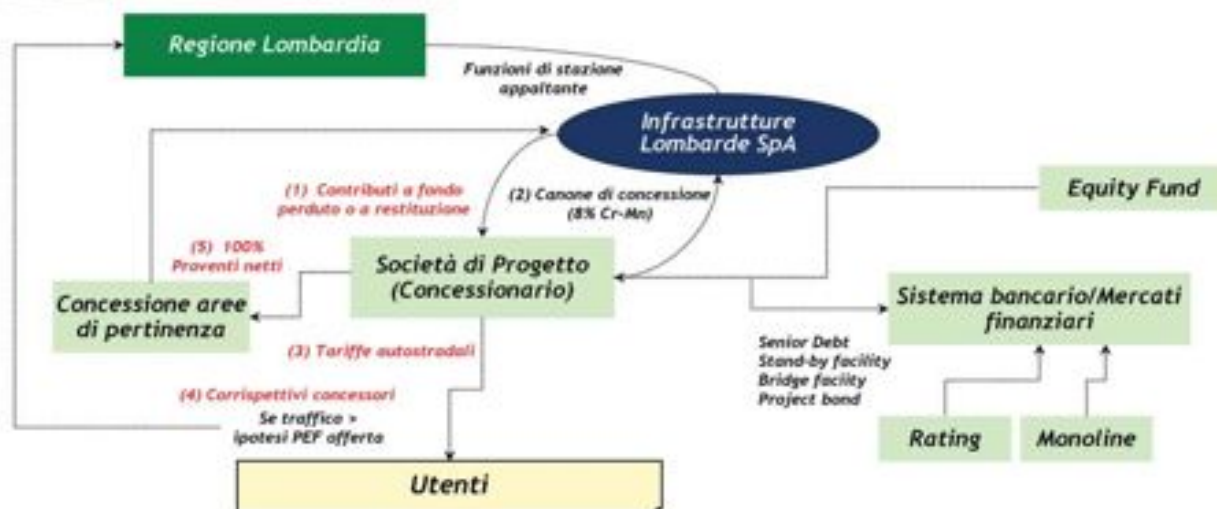 Regione Lombardia
Funzioni di stazione
appaltante
Infrastrutture
Lombarde SpA
(1) Contributi a fondo
perduto o a restituzione
(2) Canone di concessione
(8% Cr-Mn)
Equity Fund
(5) 100%
Proventi netti
Società di Progetto
(Concessionario)
Concessione aree
di pertinenza
Sistema bancario/Mercati
finanziari
(3) Tariffe autostradali
Senior Debt
Stand-by facility
Bridge facility
Project bond
(4) Corrispettivi concessori
Se traffico >
ipotesi PEF offerta
Rating
Monoline
Utenti